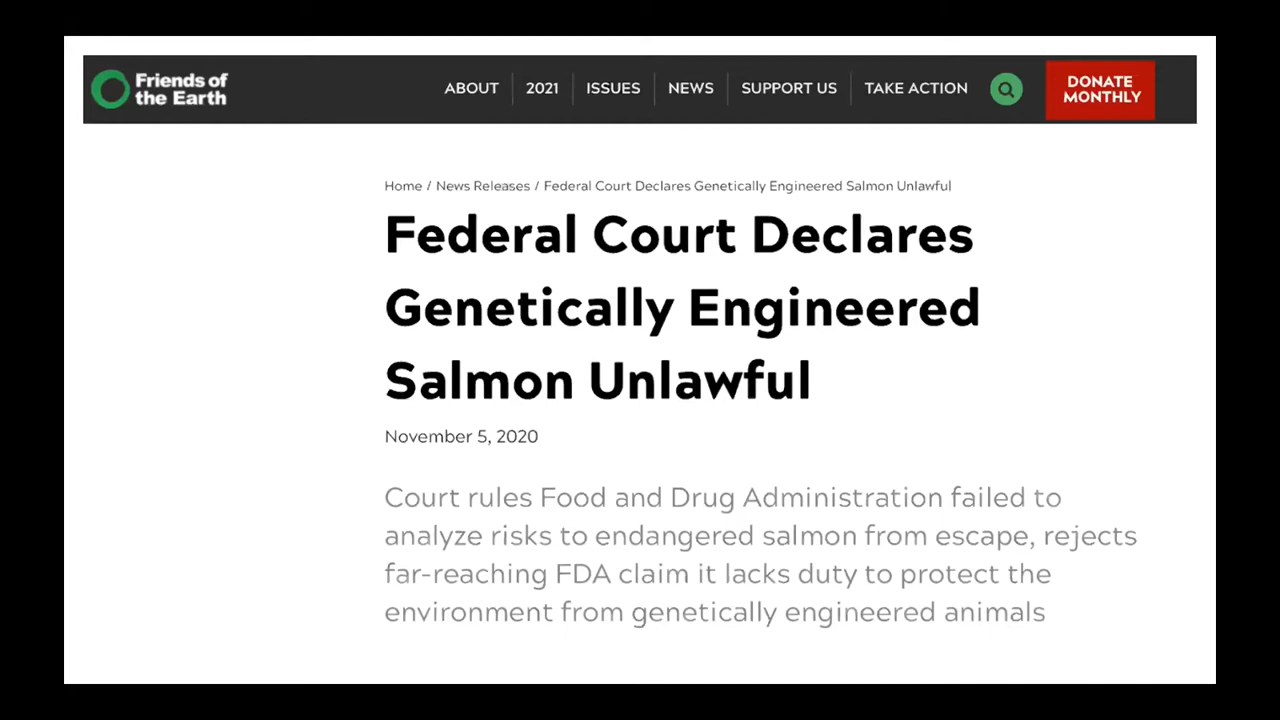 Friends of
the Earth
ABOUT 2021 ISSUES NEWS SUPPORT US TAKE ACTION
DONATE
MONTHLY
Home / News Releases / Federal Court Declares Genetically Engineered Salmon Unlawful
Federal Court Declares
Genetically Engineered
Salmon Unlawful
November 5, 2020
Court rules Food and Drug Administration failed to
analyze risks to endangered salmon from escape, rejects
far-reaching FDA claim it lacks duty to protect the
environment from genetically engineered animals